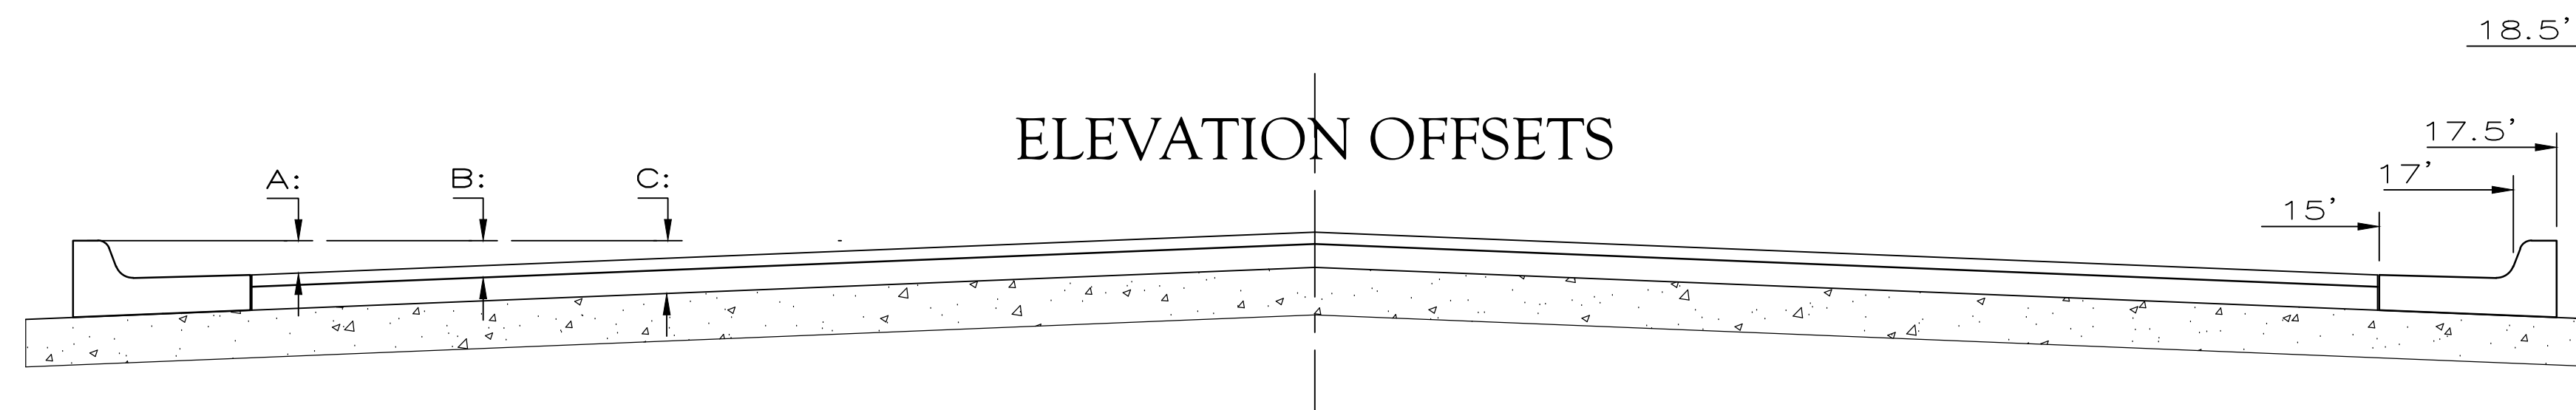 18.5’
ELEVATION OFFSETS
17.5’
A:
B:
C:
17’
15’